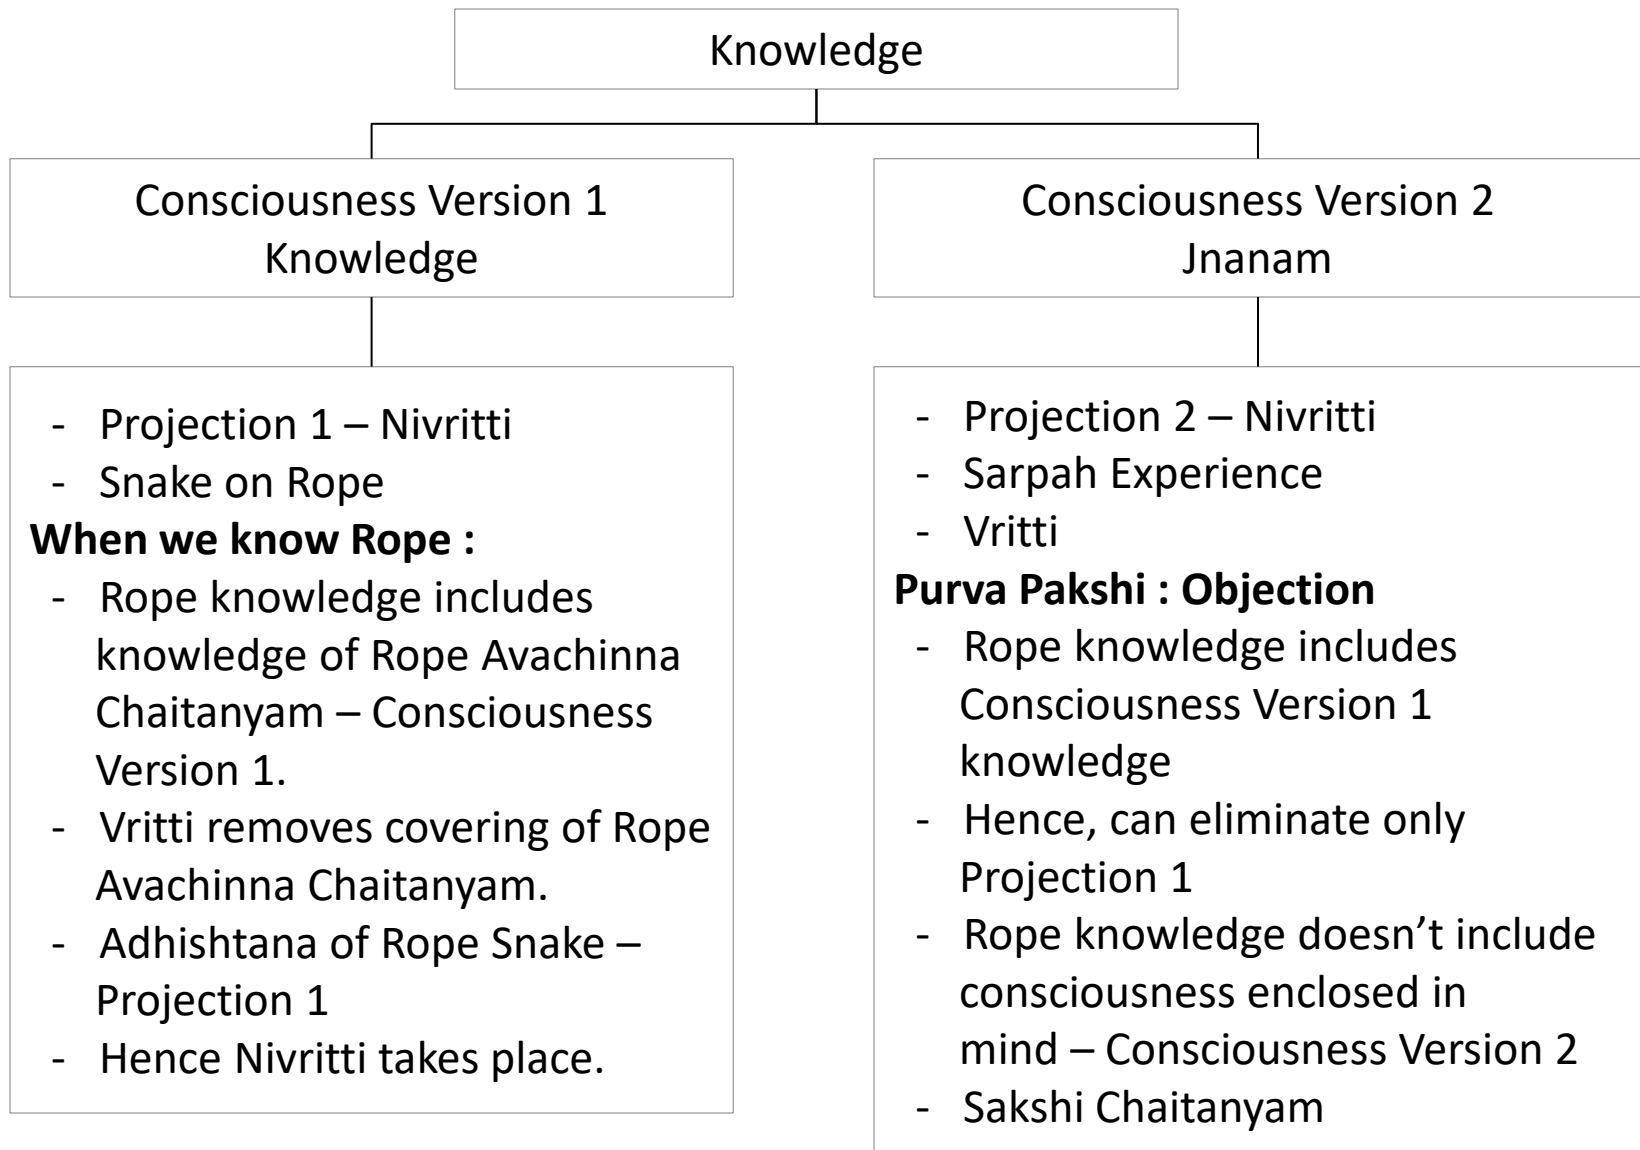 Knowledge
Consciousness Version 1
Knowledge
- Projection 1 – Nivritti
- Snake on Rope
When we know Rope :
- Rope knowledge includes
knowledge of Rope Avachinna
Chaitanyam – Consciousness
Version 1.
- Vritti removes covering of Rope
Avachinna Chaitanyam.
- Adhishtana of Rope Snake –
Projection 1
- Hence Nivritti takes place.
Consciousness Version 2
Jnanam
- Projection 2 – Nivritti
- Sarpah Experience
- Vritti
Purva Pakshi : Objection
- Rope knowledge includes
Consciousness Version 1
knowledge
- Hence, can eliminate only
Projection 1
- Rope knowledge doesn’t include
consciousness enclosed in
mind – Consciousness Version 2
- Sakshi Chaitanyam